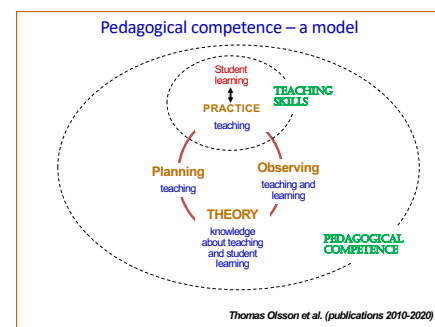 Pedagogical competence – a model
Student
learning
TEACHING
SKILLS
PRACTICE
teaching
Planning
teaching
Observing
teaching and
learning
THEORY
knowledge
about teaching
and student
learning
PEDAGOGICAL
COMPETENCE
Thomas Olsson et al. (publications 2010-2020)